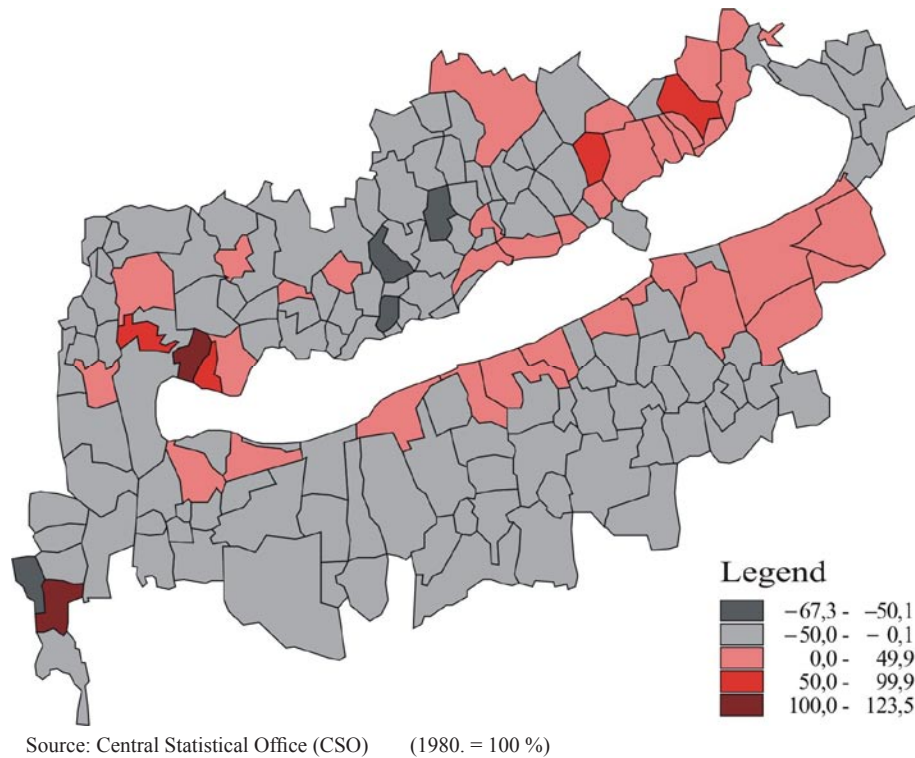 Legend
−67,3 - −50,1
−50,0 - − 0,1
0,0 - 49,9
50,0 - 99,9
100,0 - 123,5
Source: Central Statistical Office (CSO) (1980. = 100 %)